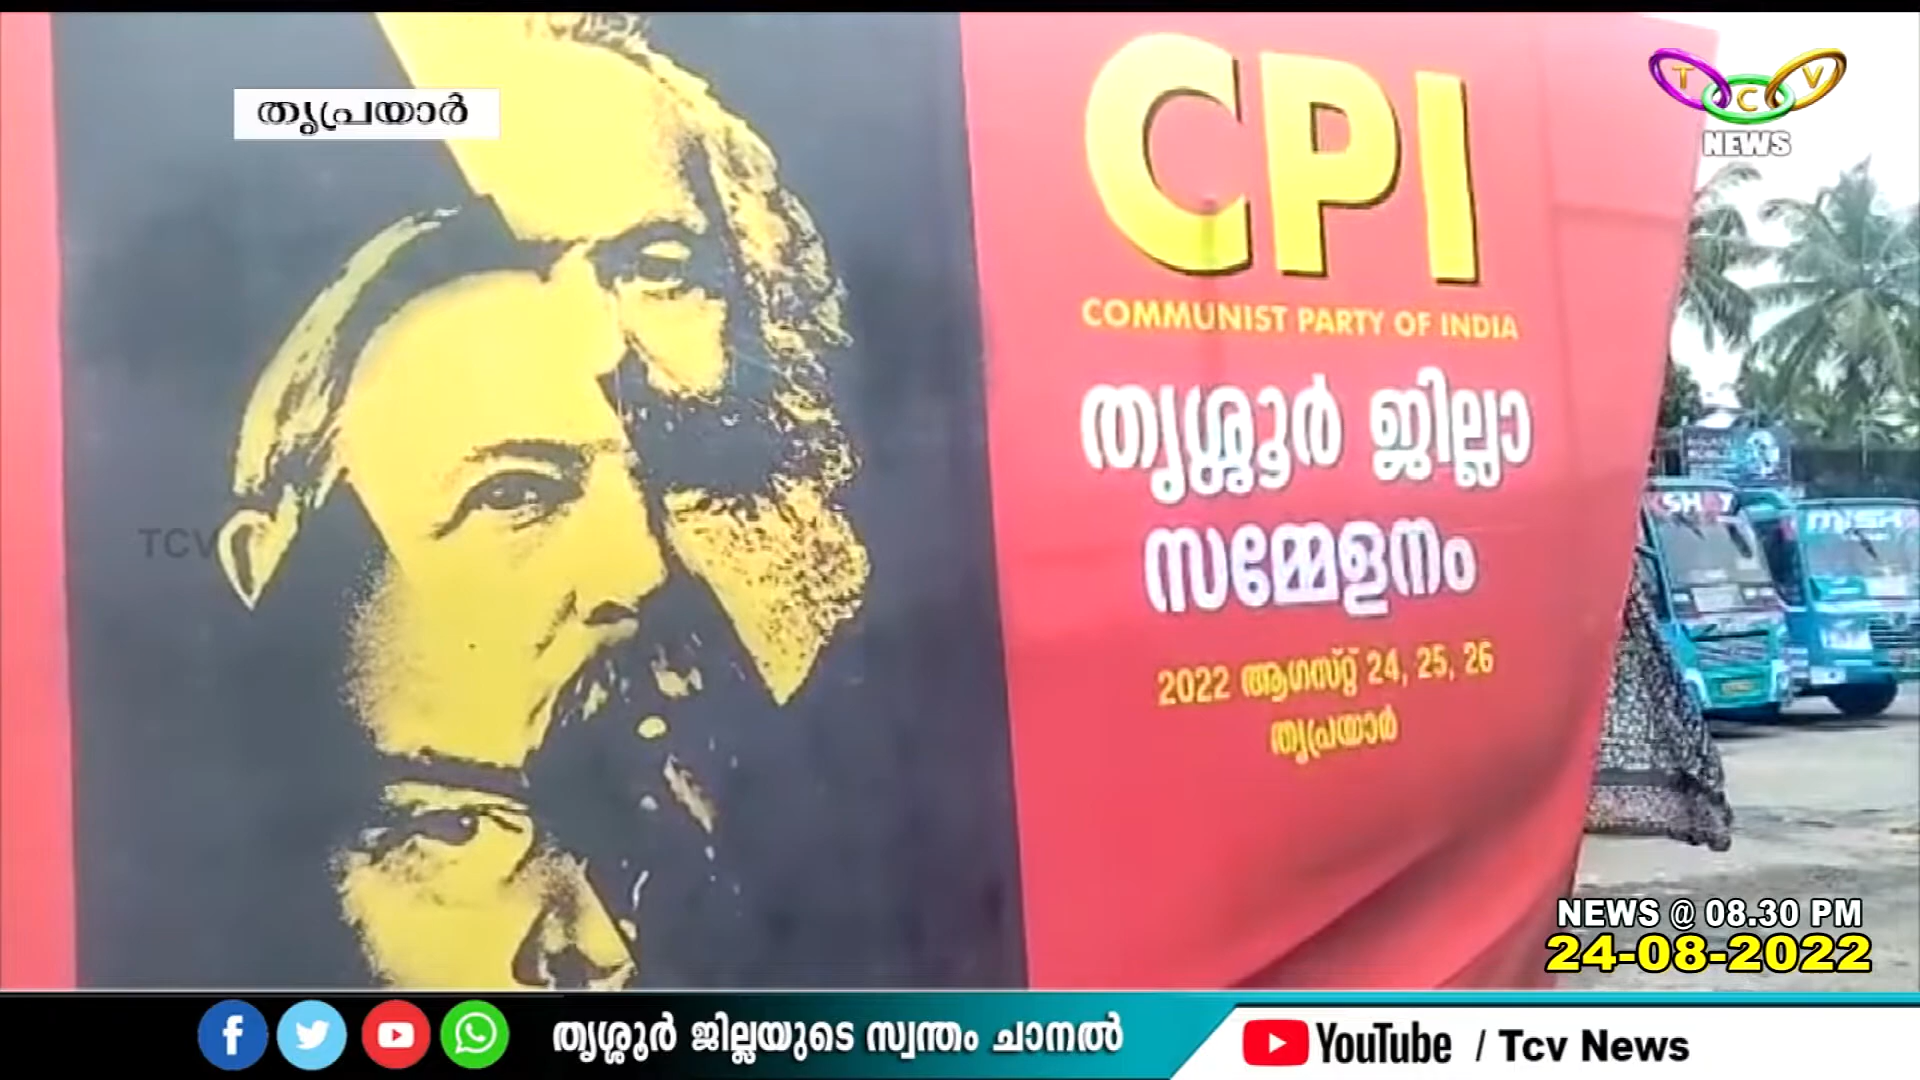 തൃപ്രയാർ
T C V
NEWS
CPI
COMMUNIST PARTY OF INDIA
തൃശ്ശൂർ ജില്ലാ
സമ്മേളനം
2022 ആഗസ്റ്റ് 24, 25, 26
തൃപ്രയാർ
TCV
NEWS @ 08.30 PM
24-08-2022
തൃശ്ശൂർ ജില്ലയുടെ സ്വന്തം ചാനൽ
YouTube / Tcv News